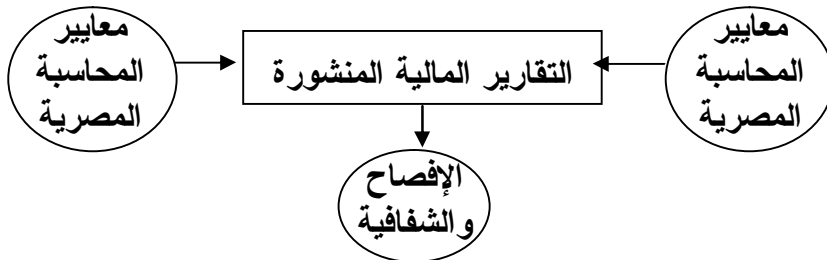 معايير
المحاسبة
المصرية
التقارير المالية المنشورة
معايير
المحاسبة
المصرية
الإفصاح
والشفافية